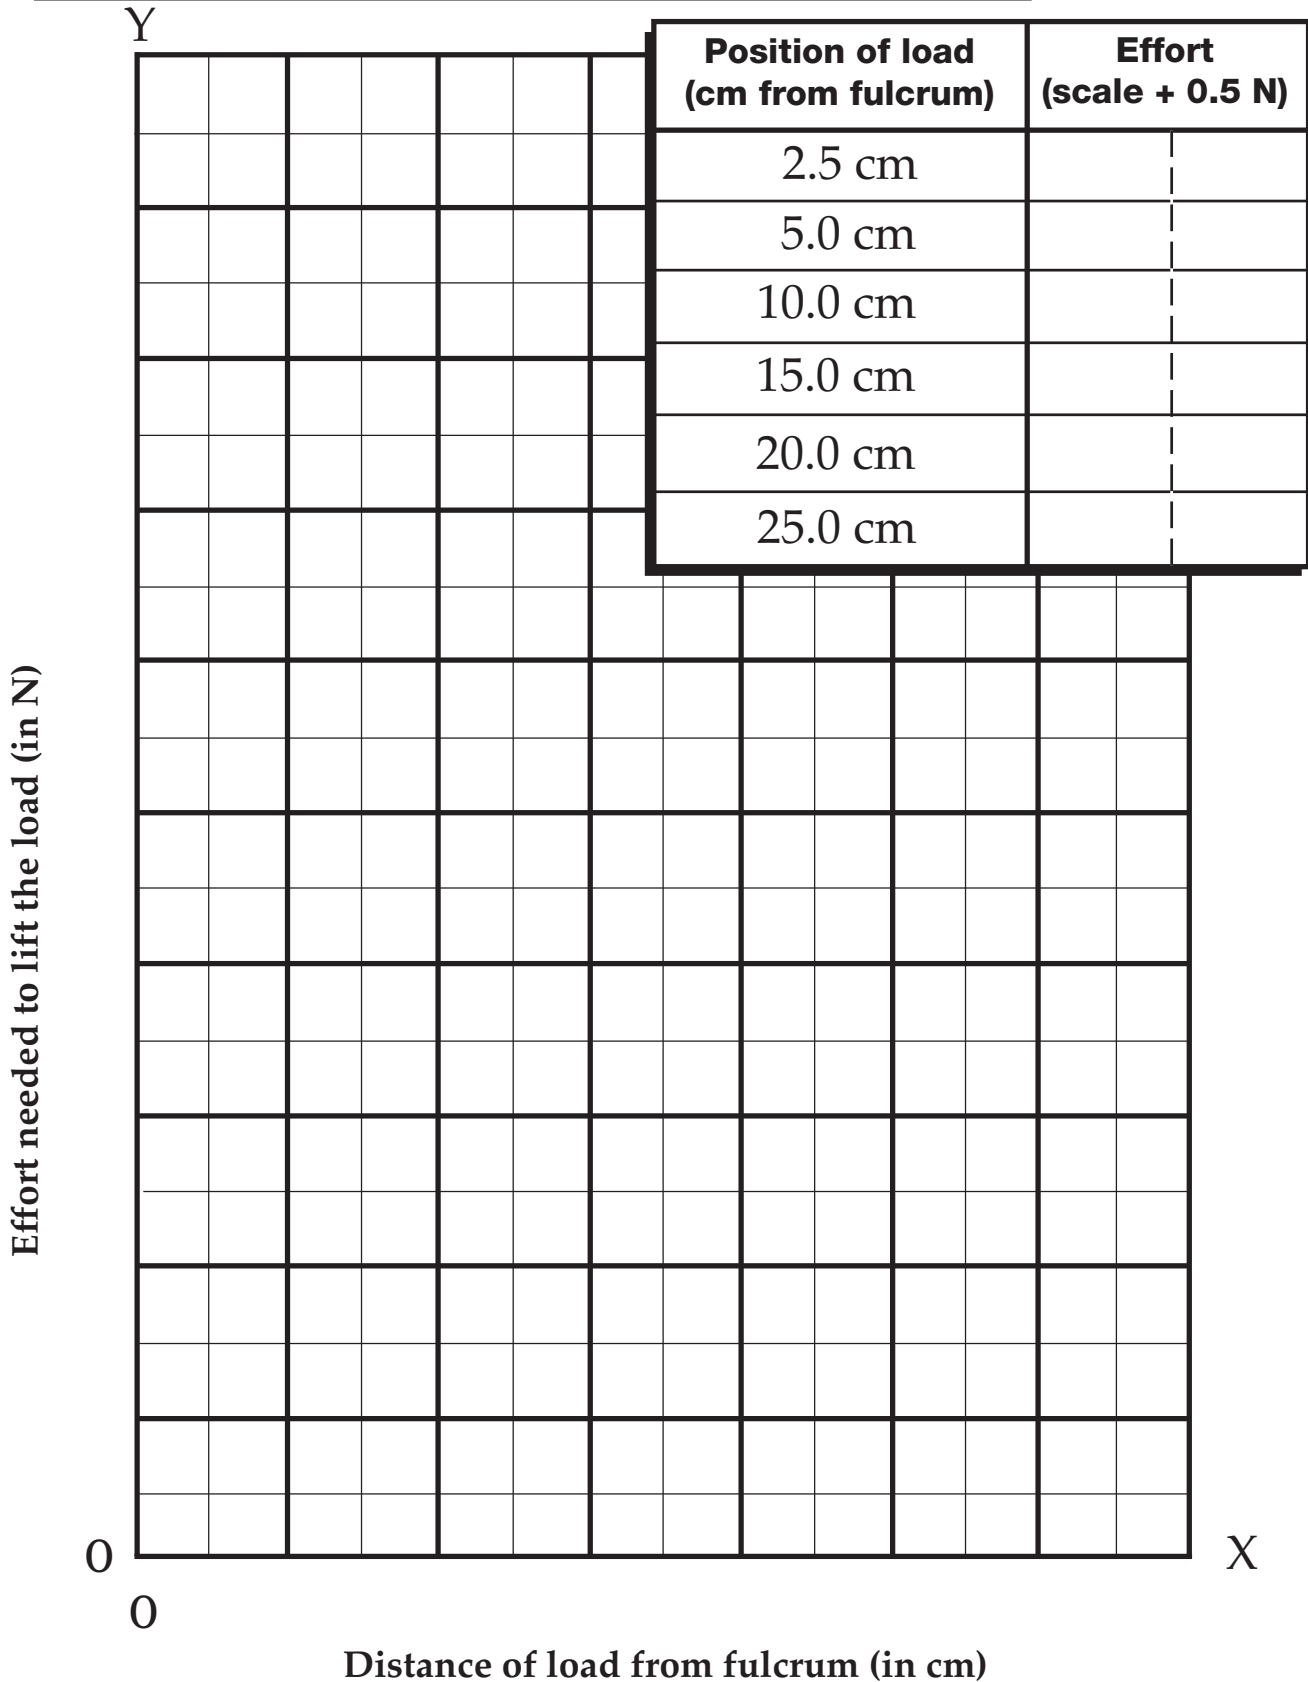 Y
Position of load
(cm from fulcrum)
Effort
(scale + 0.5 N)
2.5 cm
5.0 cm
10.0 cm
15.0 cm
20.0 cm
25.0 cm
Effort needed to lift the load (in N)
0
X
0
Distance of load from fulcrum (in cm)